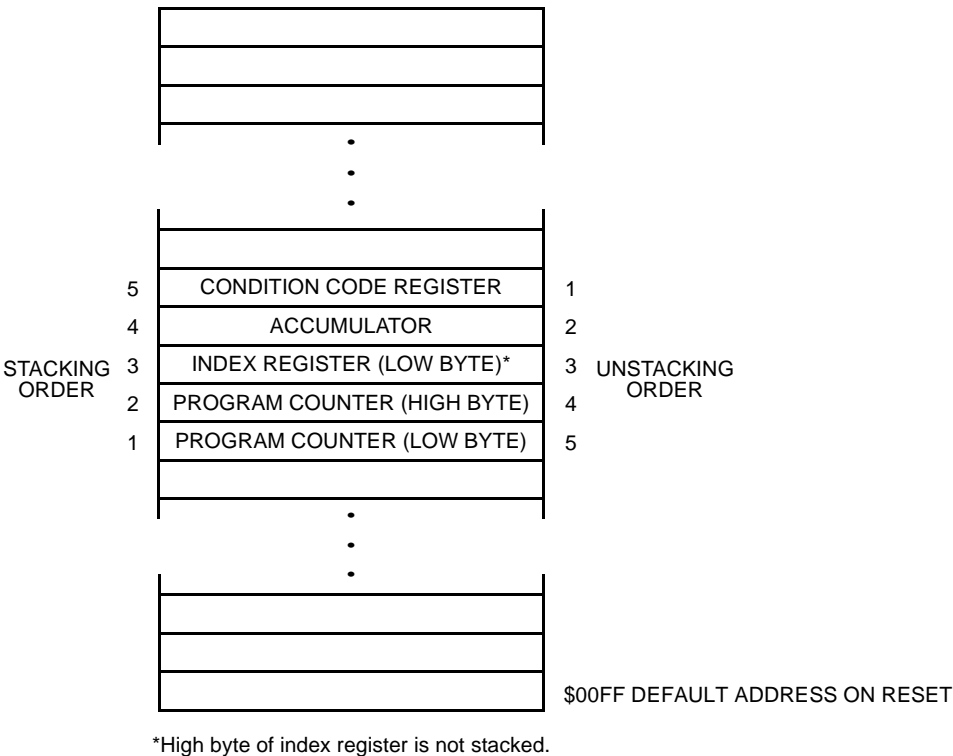 5 CONDITION CODE REGISTER 1
4 ACCUMULATOR 2
STACKING ORDER
3 INDEX REGISTER (LOW BYTE)* 3
UNSTACKING ORDER
2 PROGRAM COUNTER (HIGH BYTE) 4
1 PROGRAM COUNTER (LOW BYTE) 5
$00FF DEFAULT ADDRESS ON RESET
*High byte of index register is not stacked.